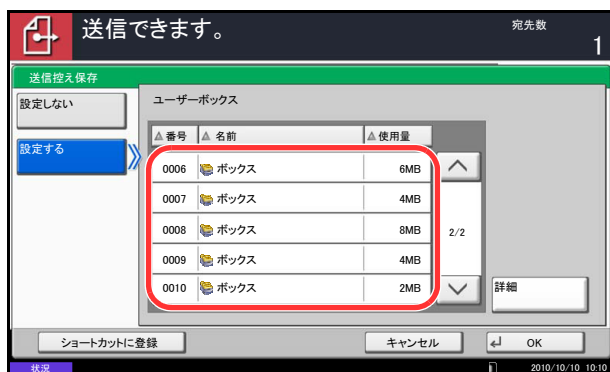 送信できます。
宛先数
1
送信控え保存
設定しない
設定する
ユーザーボックス
番号 名前 使用量
0006 ボックス 6MB
0007 ボックス 4MB
0008 ボックス 8MB
0009 ボックス 4MB
0010 ボックス 2MB
2/2
詳細
ショートカットに登録 キャンセル OK
状況 2010/10/10 10:10